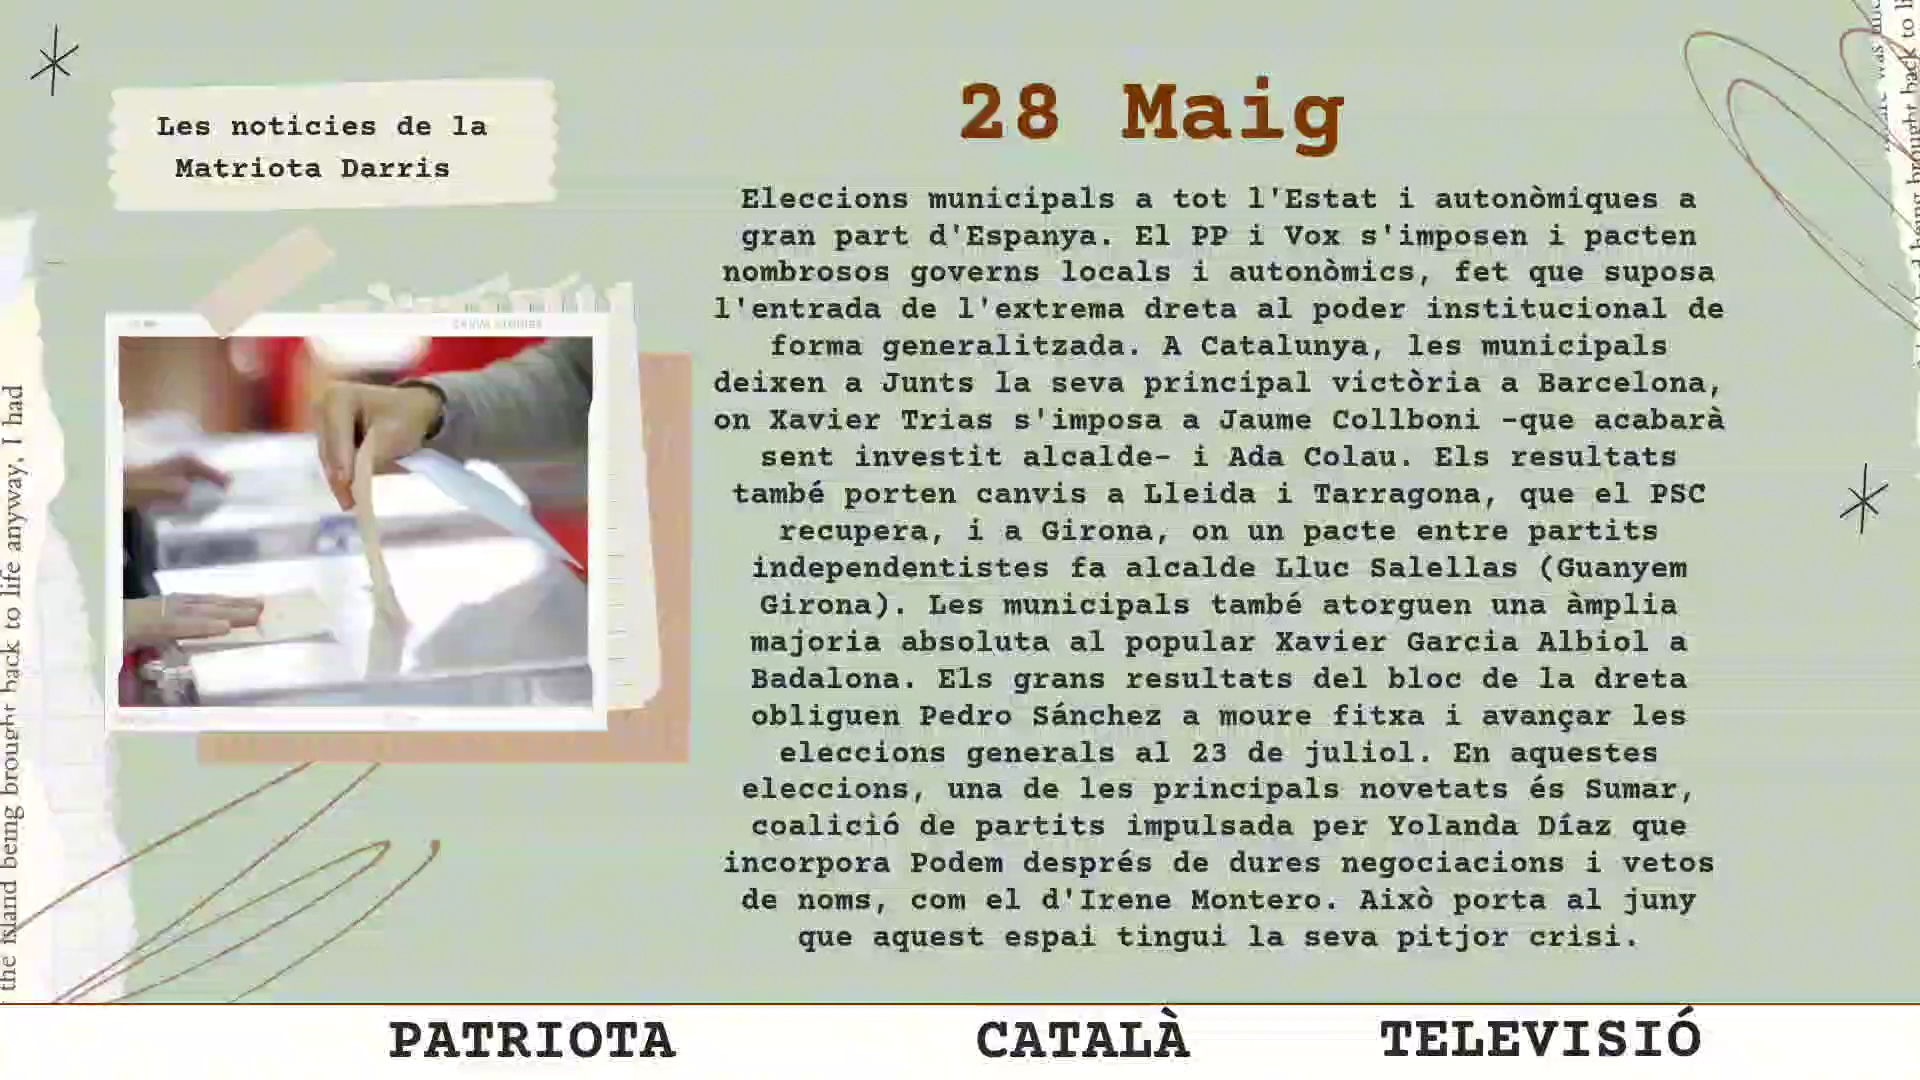 Les noticies de la
Matriota Darris
28 Maig
Eleccions municipals a tot l'Estat i autonòmiques a
gran part d'Espanya. El PP i Vox s'imposen i pacten
nombrosos governs locals i autonòmics, fet que suposa
l'entrada de l'extrema dreta al poder institucional de
forma generalitzada. A Catalunya, les municipals
deixen a Junts la seva principal victòria a Barcelona,
on Xavier Trias s'imposa a Jaume Collboni -que acabarà
sent investit alcalde- i Ada Colau. Els resultats
també porten canvis a Lleida i Tarragona, que el PSC
recupera, i a Girona, on un pacte entre partits
independentistes fa alcalde Lluc Salellas (Guanyem
Girona). Les municipals també atorguen una àmplia
majoria absoluta al popular Xavier Garcia Albiol a
Badalona. Els grans resultats del bloc de la dreta
obliguen Pedro Sánchez a moure fitxa i avançar les
eleccions generals al 23 de juliol. En aquestes
eleccions, una de les principals novetats és Sumar,
coalició de partits impulsada per Yolanda Díaz que
incorpora Podem després de dures negociacions i vetos
de noms, com el d'Irene Montero. Això porta al juny
que aquest espai tingui la seva pitjor crisi.
the island being brought back to life anyway, I had
PATRIOTA CATALÀ TELEVISIÓ